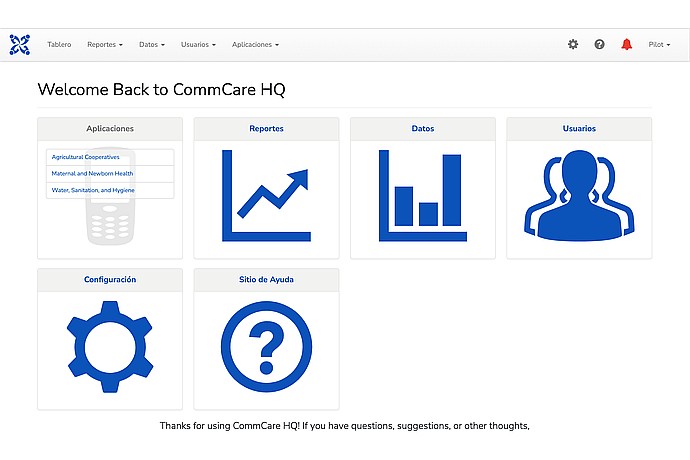 Tablero Reportes Datos Usuarios Aplicaciones Pilot
Welcome Back to CommCare HQ
Aplicaciones Reportes Datos Usuarios
Agricultural Cooperatives
Maternal and Newborn Health
Water, Sanitation, and Hygiene
Configuración Sitio de Ayuda
Thanks for using CommCare HQ! If you have questions, suggestions, or other thoughts,